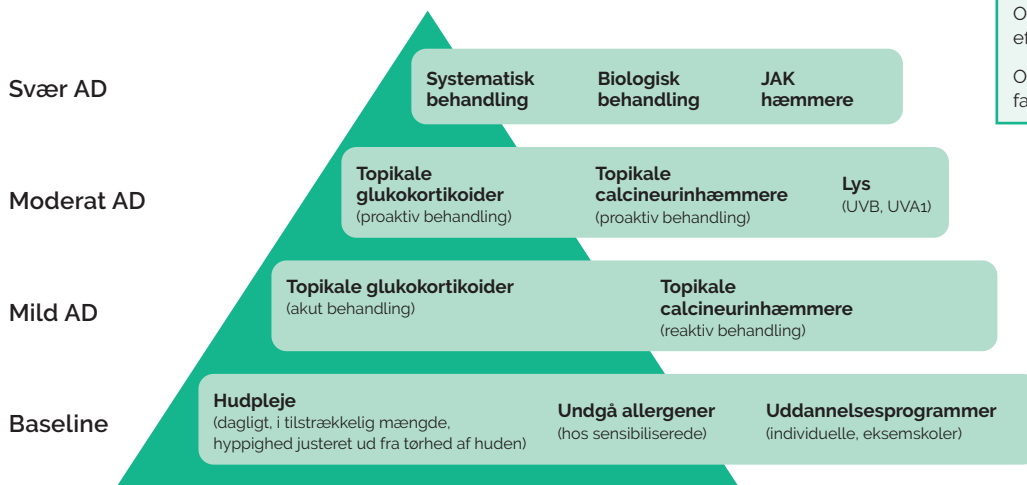 Svær AD
Systematisk
behandling
Biologisk
behandling
JAK
hæmmere
Moderat AD
Topikale
glukokortikoider
(proaktiv behandling)
Topikale
calcineurinhæmmere
(proaktiv behandling)
Lys
(UVB, UVA1)
Mild AD
Topikale glukokortikoider
(akut behandling)
Topikale
calcineurinhæmmere
(reaktiv behandling)
Baseline
Hudpleje
(dagligt, i tilstrækkelig mængde,
hyppighed justeret ud fra tørhed af huden)
Undgå allergener
(hos sensibiliserede)
Uddannelsesprogrammer
(individuelle, eksemskoler)